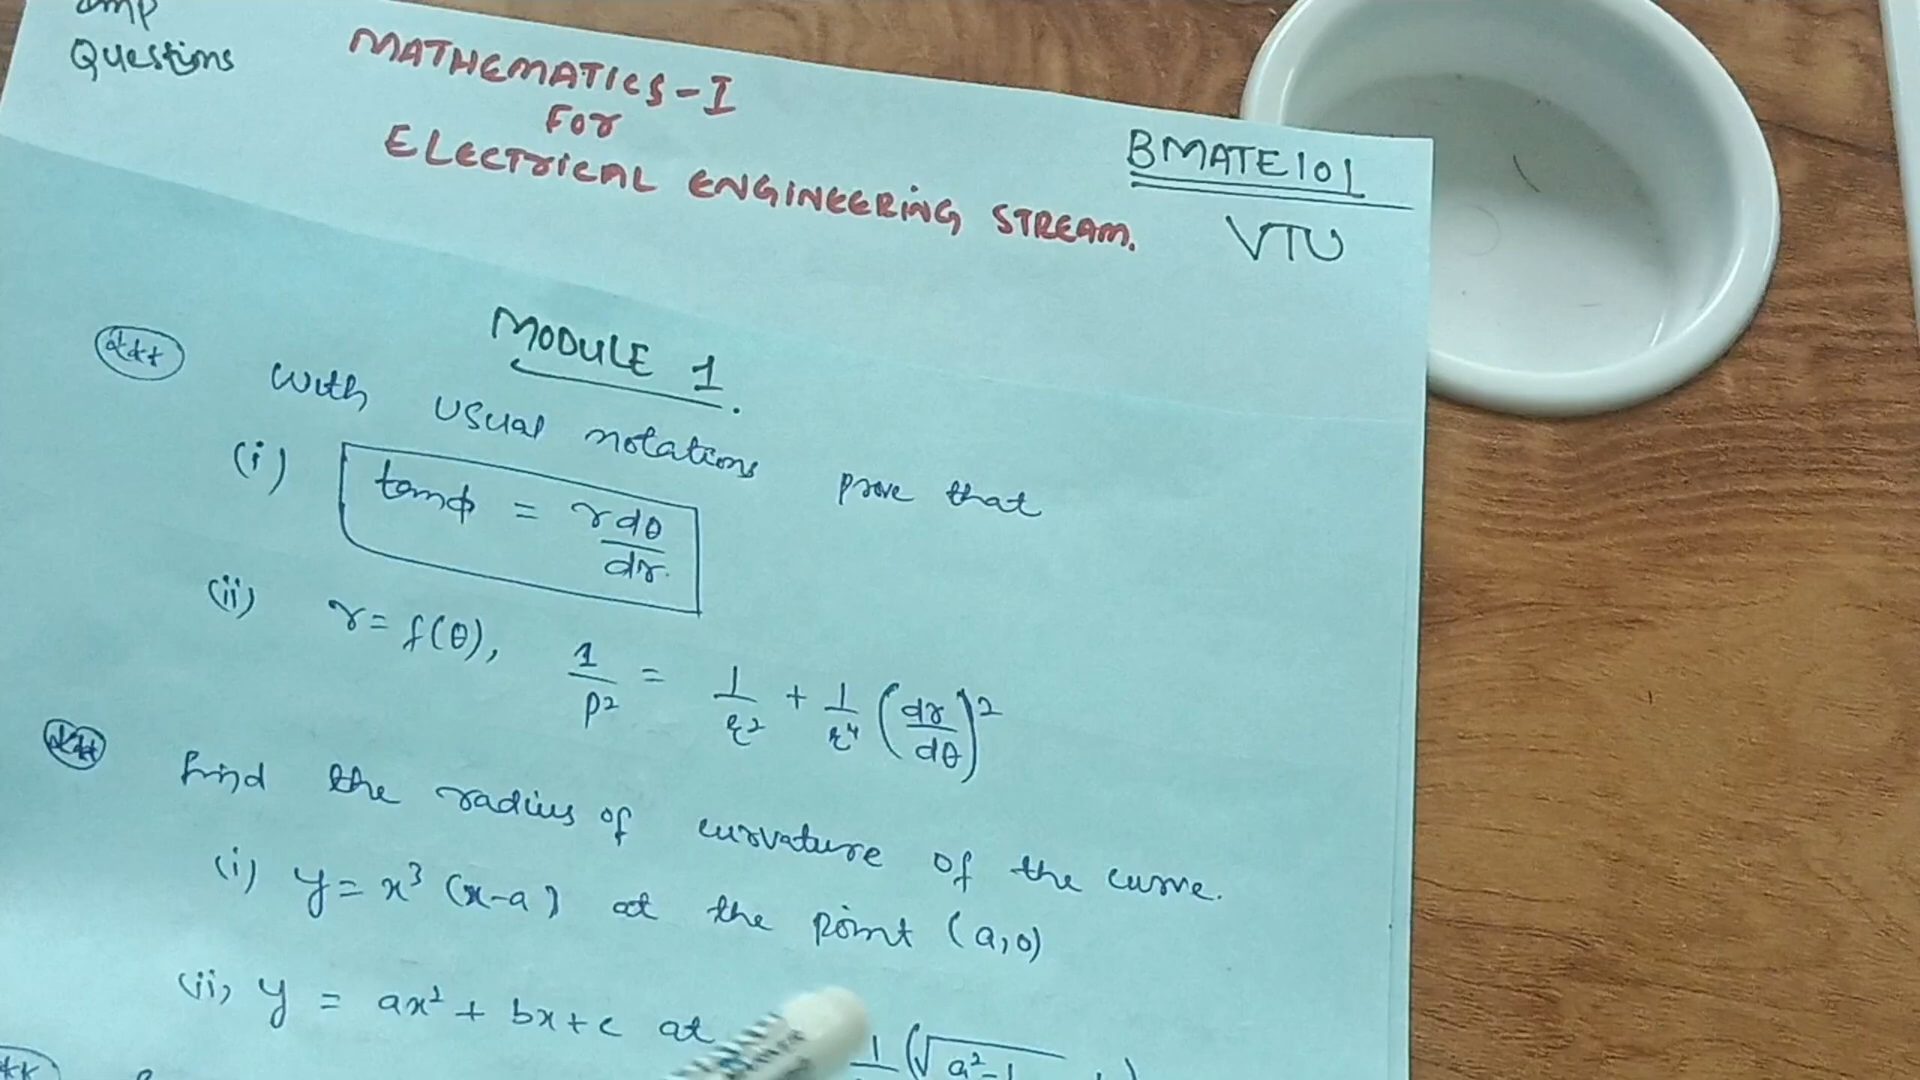 Imp
Questions
MATHEMATICS-I
For
ELECTrICAL ENGINEERING STREAM.
BMATE101
VTU
MODULE 1.
***
With usual notations prove that
(i) tanϕ = r dθ/dr.
(ii) r = f(θ), 1/p² = 1/r² + 1/r⁴ (dr/dθ)²
***
find the radius of curvature of the curve.
(i) y = x³ (x-a) at the point (a,0)
(ii) y = ax² + bx + c at